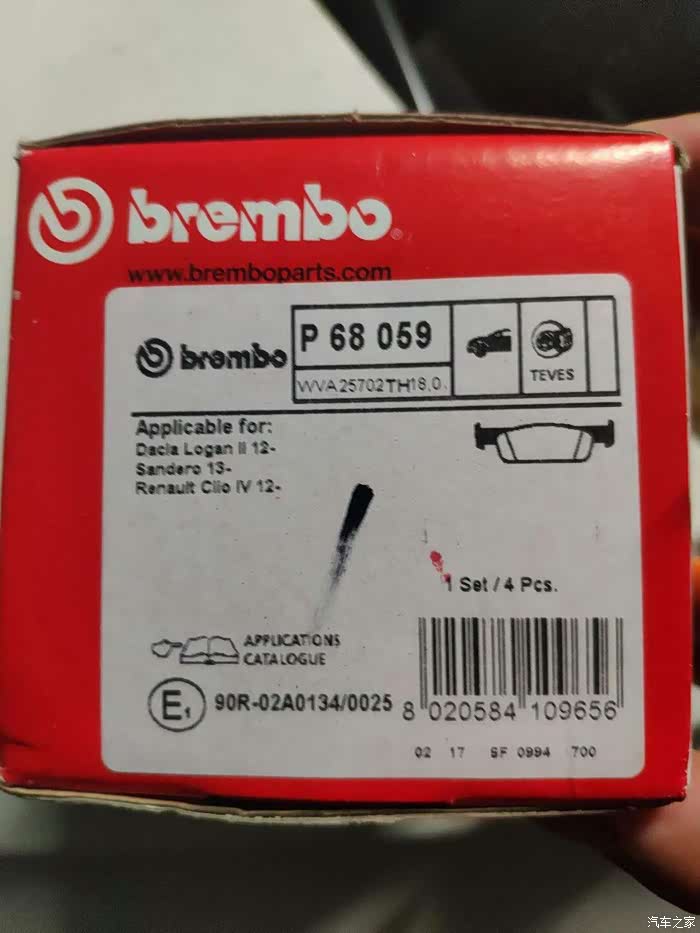 brembo
www.bremboparts.com
brembo
P 68 059
WVA25702TH18,0.
TEVES
Applicable for:
Dacia Logan II 12-
Sandero 13-
Renault Clio IV 12-
1 Set / 4 Pcs.
APPLICATIONS
CATALOGUE
E1
90R-02A0134/0025
8 020584 109656
02 17 SF 0994 700
汽车之家